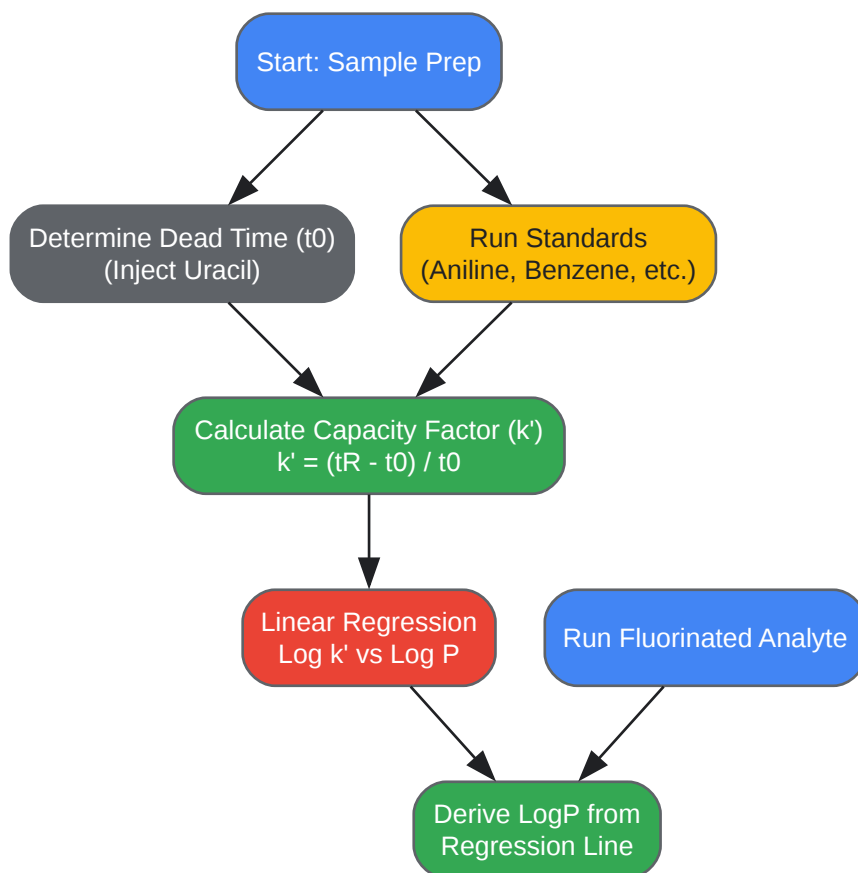 Start: Sample Prep
Determine Dead Time (t0)
(Inject Uracil)
Run Standards
(Aniline, Benzene, etc.)
Calculate Capacity Factor (k')
k' = (tR - t0) / t0
Linear Regression
Log k' vs Log P
Run Fluorinated Analyte
Derive LogP from
Regression Line